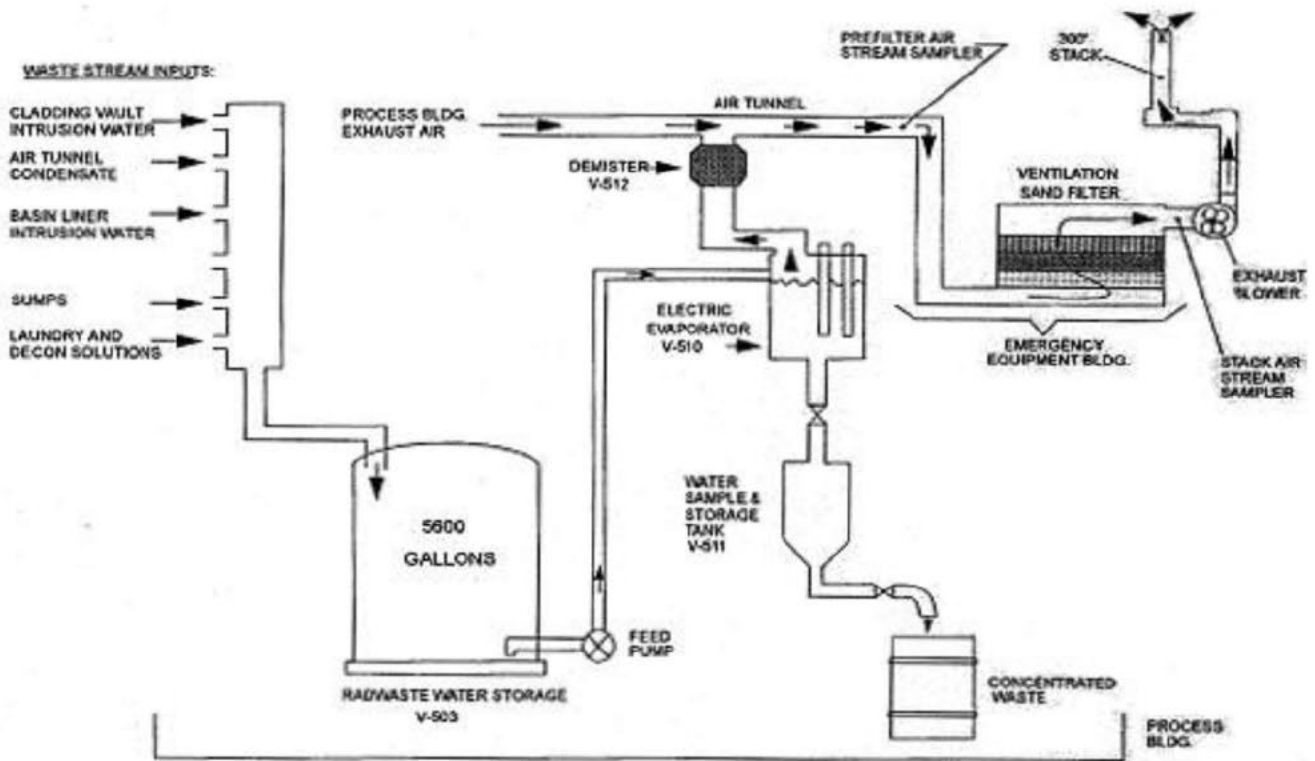 WASTE STREAM INPUTS:
CLADDING VAULT
INTRUSION WATER
AIR TUNNEL
CONDENSATE
BASIN LINER
INTRUSION WATER
SUMPS
LAUNDRY AND
DECON SOLUTIONS
5600
GALLONS
RADWASTE WATER STORAGE
V-503
FEED
PUMP
PROCESS BLDG.
EXHAUST AIR
AIR TUNNEL
DEMISTER
V-512
ELECTRIC
EVAPORATOR
V-510
WATER
SAMPLE &
STORAGE
TANK
V-511
CONCENTRATED
WASTE
PROCESS
BLDG.
PREFILTER AIR
STREAM SAMPLER
300'
STACK
VENTILATION
SAND FILTER
EXHAUST
BLOWER
EMERGENCY
EQUIPMENT BLDG.
STACK AIR
STREAM
SAMPLER